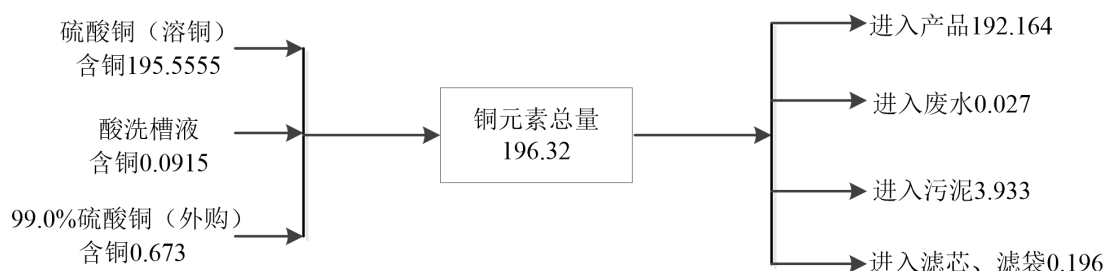 硫酸铜（溶铜）
含铜195.5555
酸洗槽液
含铜0.0915
99.0%硫酸铜（外购）
含铜0.673
铜元素总量
196.32
进入产品192.164
进入废水0.027
进入污泥3.933
进入滤芯、滤袋0.196